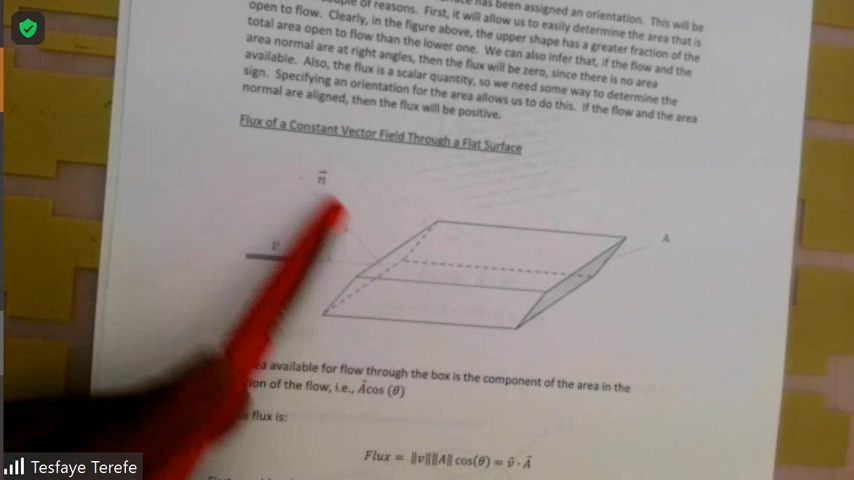 ple of reasons. First, it will allow us to easily determine the area that is
face has been assigned an orientation. This will be
open to flow. Clearly, in the figure above, the upper shape has a greater fraction of the
total area open to flow than the lower one. We can also infer that, if the flow and the
area normal are at right angles, then the flux will be zero, since there is no area
available. Also, the flux is a scalar quantity, so we need some way to determine the
sign. Specifying an orientation for the area allows us to do this. If the flow and the area
normal are aligned, then the flux will be positive.
Flux of a Constant Vector Field Through a Flat Surface
A
ea available for flow through the box is the component of the area in the
ion of the flow, i.e., A⃗cos (θ)
flux is:
Flux = ‖v‖‖A‖ cos(θ) = v⃗ · A⃗
Tesfaye Terefe